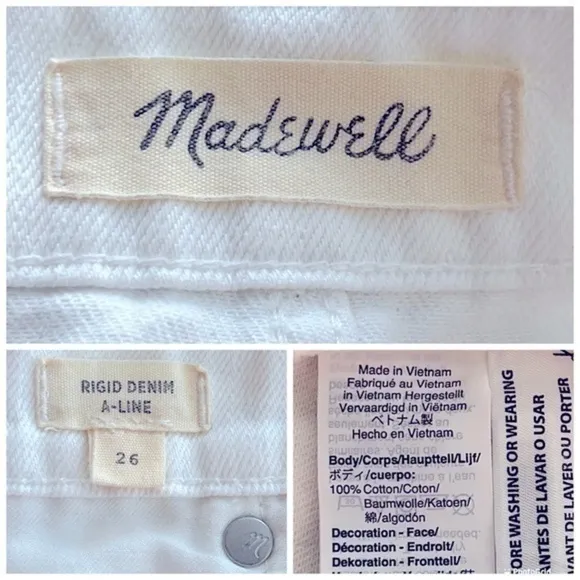 Madewell
RIGID DENIM
A-LINE
26
Made in Vietnam
Fabriqué au Vietnam
in Vietnam Hergestellt
Vervaardigd in Viëtnam
ベトナム製
Hecho en Vietnam
Body/Corps/Hauptteil/Lijf/
ボディ/cuerpo:
100% Cotton/Coton/
Baumwolle/Katoen/
綿/algodón
Decoration - Face/
Décoration - Endroit/
Dekoration - Frontteil/
ORE WASHING OR WEARING
NTES DE LAVAR O USAR
VANT DE LAVER OU PORTER